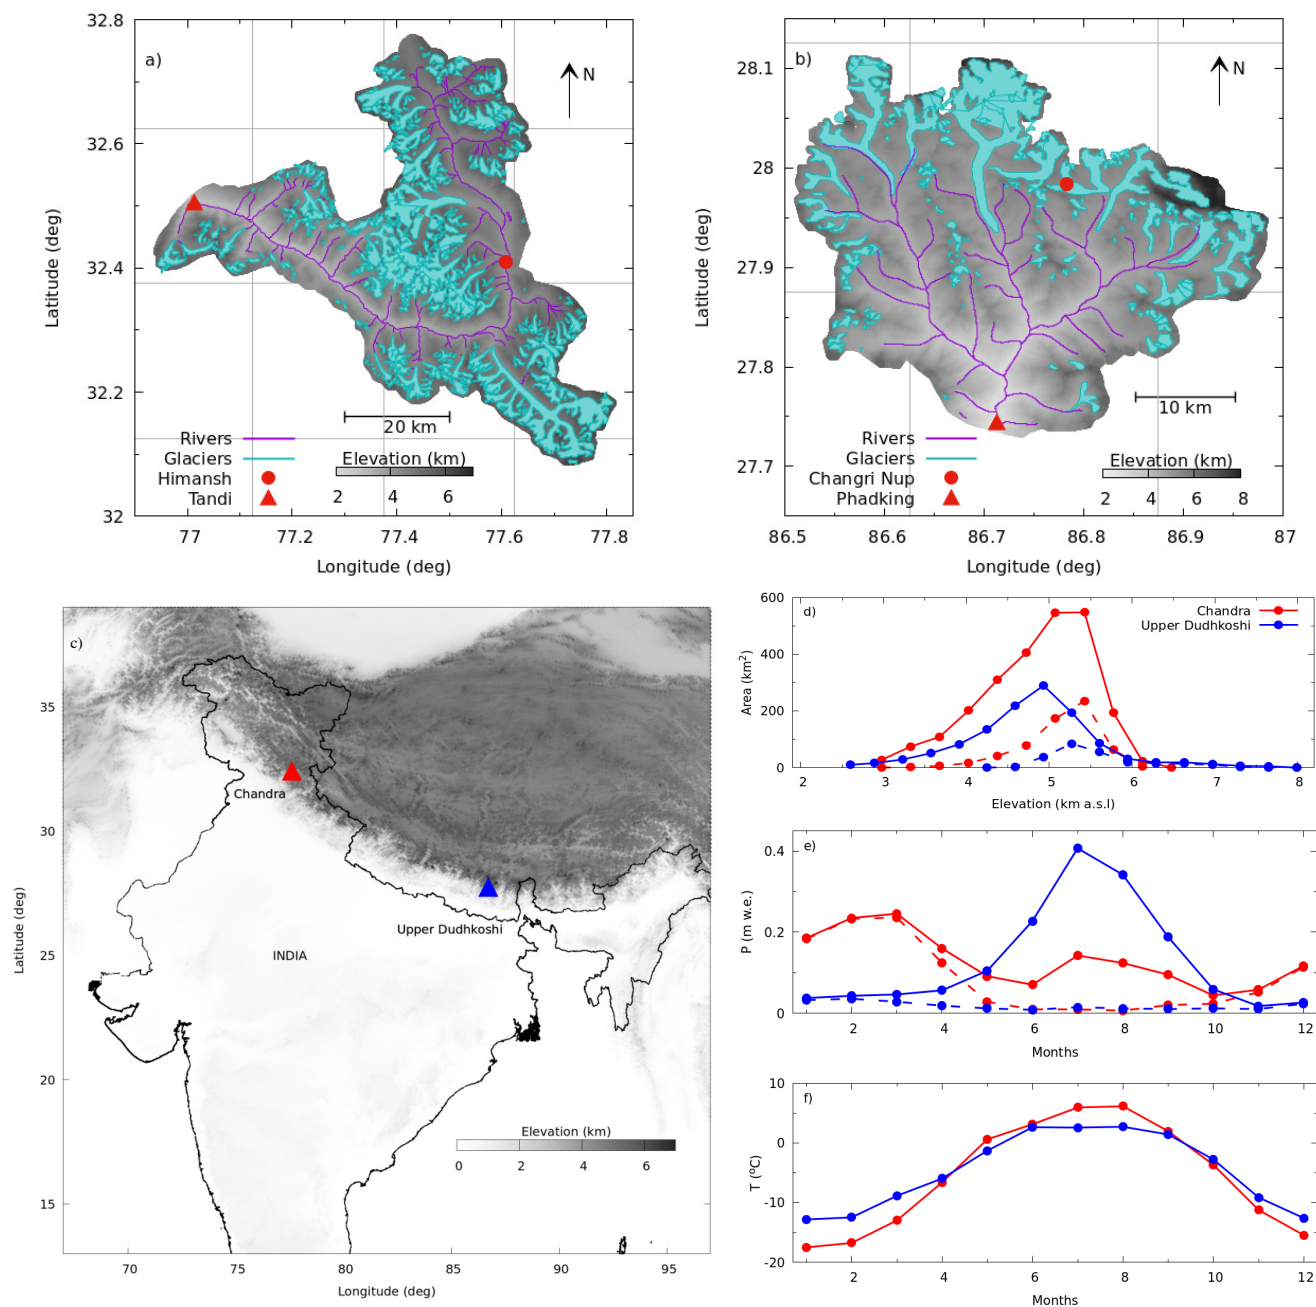 a)
N
32.8
32.6
32.4
32.2
32
Latitude (deg)
20 km
Rivers
Glaciers
Himansh
Tandi
Elevation (km)
2 4 6
77 77.2 77.4 77.6 77.8
Longitude (deg)
b)
N
28.1
28
27.9
27.8
27.7
Latitude (deg)
10 km
Rivers
Glaciers
Changri Nup
Phadking
Elevation (km)
2 4 6 8
86.5 86.6 86.7 86.8 86.9 87
Longitude (deg)
c)
35
30
25
20
15
Latitude (deg)
Chandra
Upper Dudhkoshi
INDIA
Elevation (km)
0 2 4 6
70 75 80 85 90 95
Longitude (deg)
d)
Chandra
Upper Dudhkoshi
600
400
200
0
Area (km²)
2 3 4 5 6 7 8
Elevation (km a.s.l)
e)
0.4
0.2
0
P (m w.e.)
2 4 6 8 10 12
Months
f)
10
0
-10
-20
T (°C)
2 4 6 8 10 12
Months